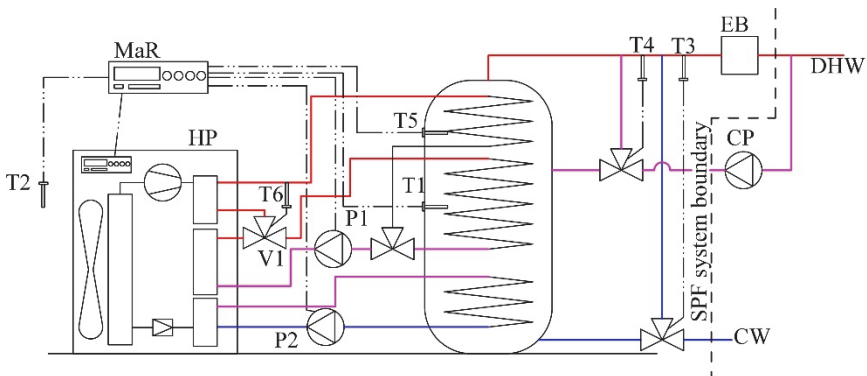 EB
T4
T3
MaR
DHW
HP
T5
CP
T2
T6
T1
P1
V1
SPF system boundary
P2
CW